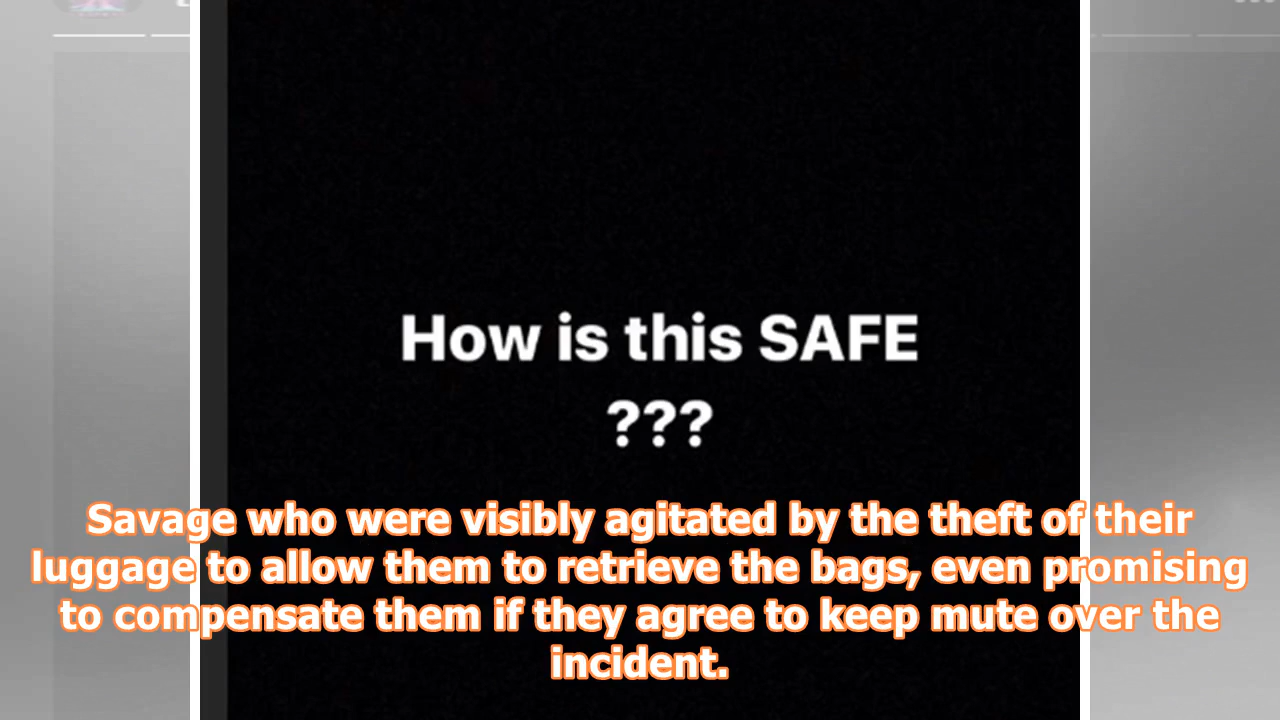 How is this SAFE
???
Savage who were visibly agitated by the theft of their
luggage to allow them to retrieve the bags, even promising
to compensate them if they agree to keep mute over the
incident.